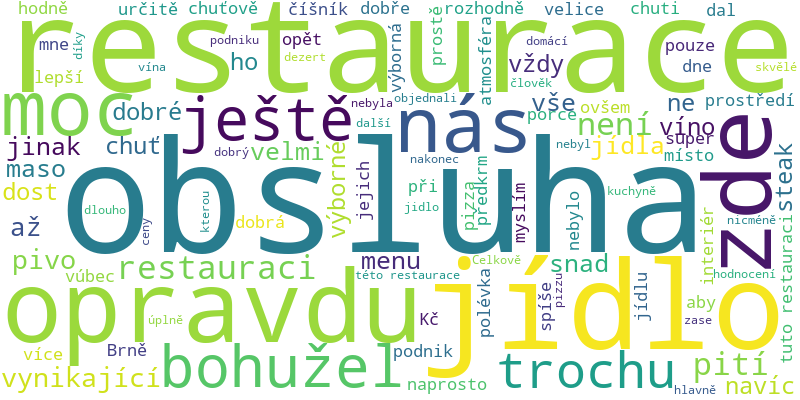 hodně
určitě
chuťově
číšník
dobře
rozhodně
velice
chuti
dal
restaurace
mne
díky
vína
podniku
opět
ho
dezert
výborná
prostě
atmosféra
vždy
domácí
člověk
pouze
dne
skvělé
lepší
moc
dobré
ještě
nebyla
objednali
další
nás
vše
porce
ovšem
ne
prostředí
není
víno
super
místo
zde
jinak
chuť
maso
velmi
dobrý
výborné
jejich
nakonec
při
jidlo
pizza
předkrm
myslím
nebyl
jídla
steak
dost
až
obsluha
dlouho
ceny
kterou
dobrá
nebylo
kuchyně
interiér
nicméně
tuto restauraci
pivo
vůbec
restauraci
menu
Celkově
této restaurace
polévka
snad
spíše
pizzu
jídlu
hodnocení
aby
zase
opravdu
úplně
jídlo
Kč
více
Brně
podnik
vynikající
bohužel
naprosto
trochu
pití
hlavně
navíc